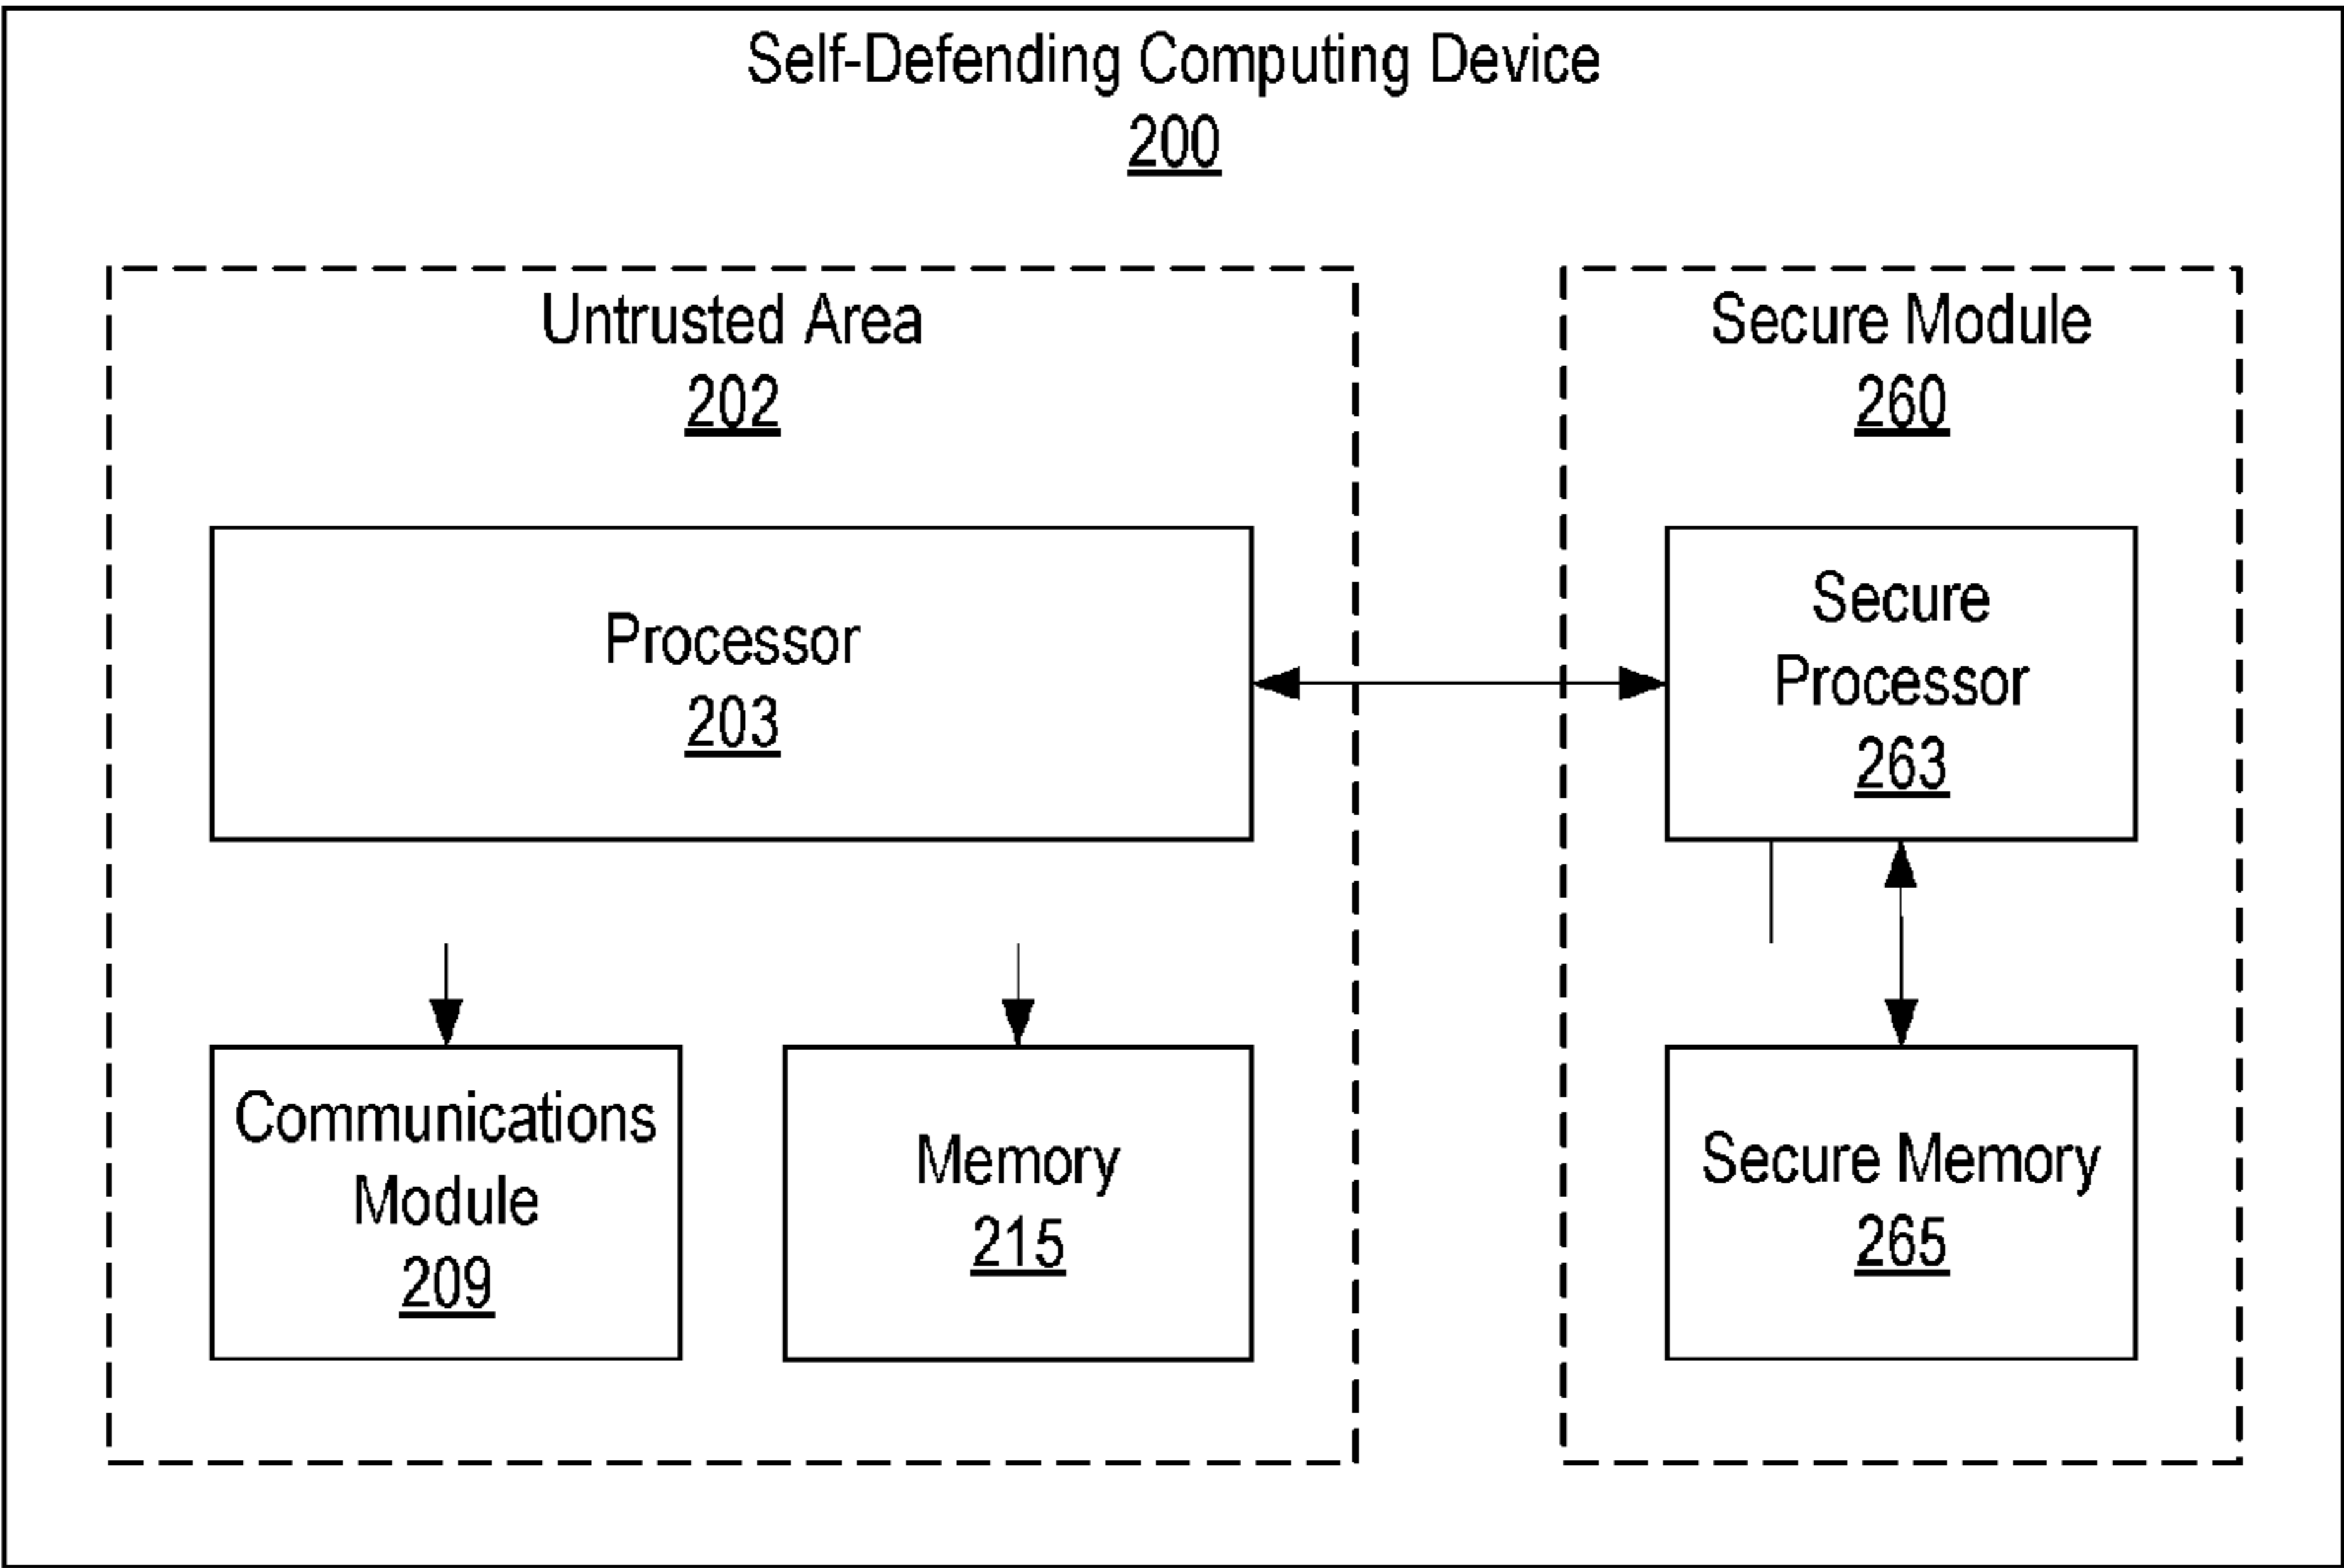 Self-Defending Computing Device
200
Untrusted Area
202
Secure Module
260
Processor
203
Secure
Processor
263
Communications
Module
209
Memory
215
Secure Memory
265